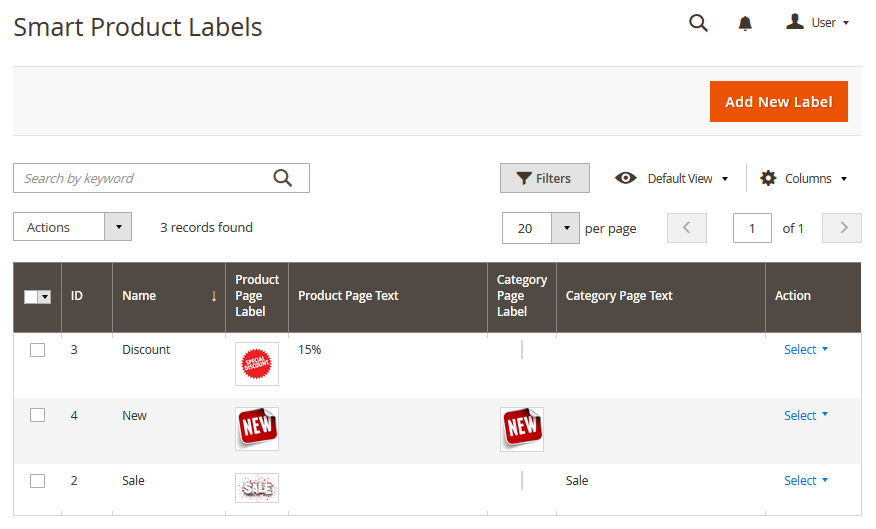 Smart Product Labels
User
Add New Label
Search by keyword
Filters
Default View
Columns
Actions
3 records found
20
per page
1
of 1
ID
Name
↓
Product
Page
Label
Product Page Text
Category
Page
Label
Category Page Text
Action
3
Discount
SPECIAL
DISCOUNT
15%
Select
4
New
NEW
NEW
Select
2
Sale
SALE
Sale
Select